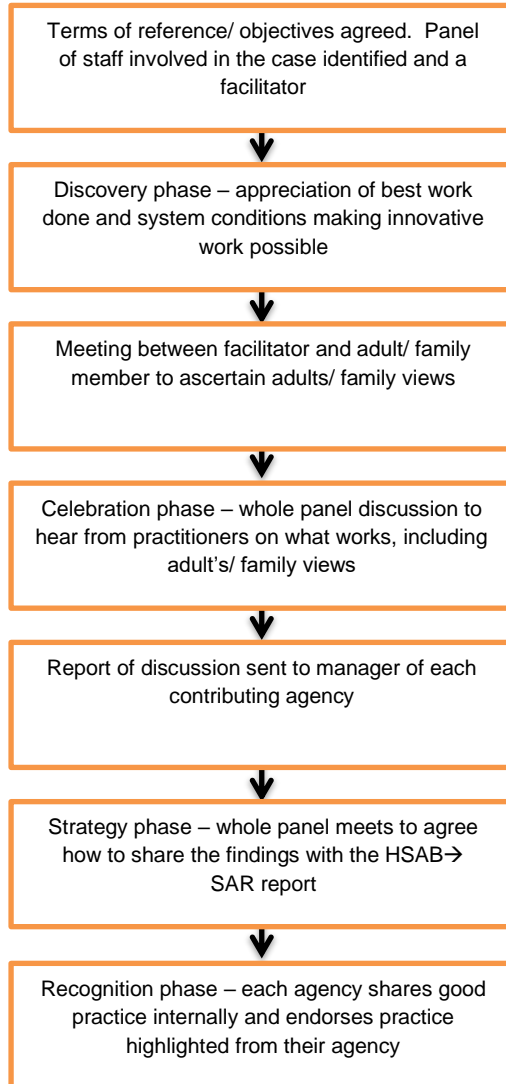 Terms of reference/ objectives agreed.  Panel
of staff involved in the case identified and a
facilitator
Discovery phase – appreciation of best work
done and system conditions making innovative
work possible
Meeting between facilitator and adult/ family
member to ascertain adults/ family views
Celebration phase – whole panel discussion to
hear from practitioners on what works, including
adult's/ family views
Report of discussion sent to manager of each
contributing agency
Strategy phase – whole panel meets to agree
how to share the findings with the HSAB→
SAR report
Recognition phase – each agency shares good
practice internally and endorses practice
highlighted from their agency